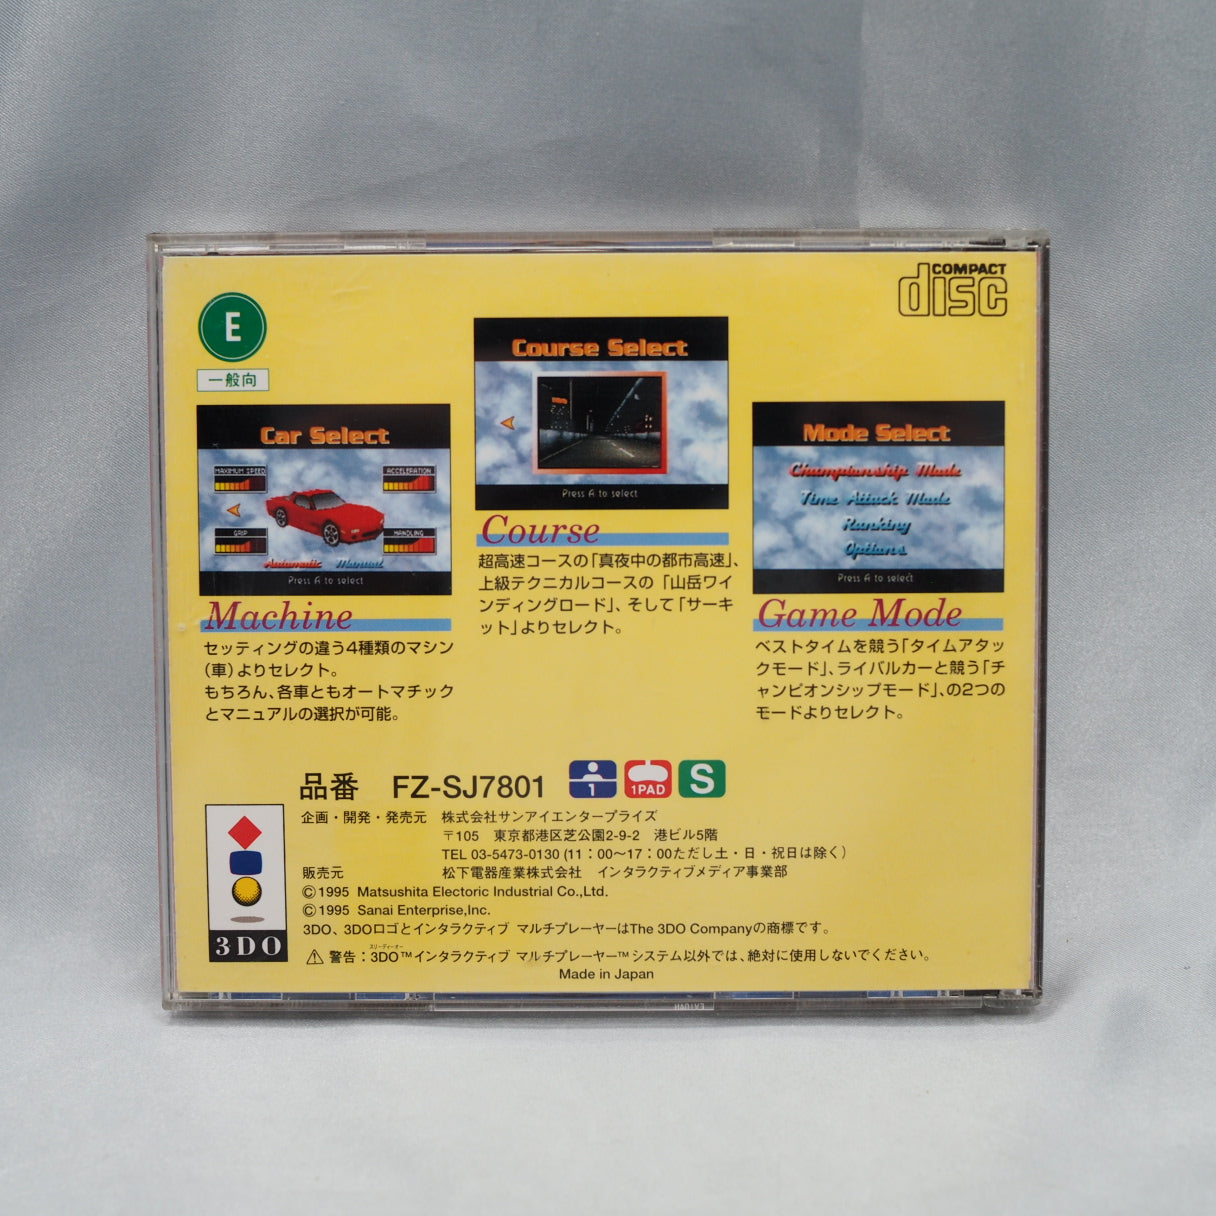 COMPACT
disc
E
一般向
Car Select
MAXIMUM SPEED
ACCELERATION
GRIP
HANDLING
Automatic Manual
Press A to select
Machine
セッティングの違う4種類のマシン
(車)よりセレクト。
もちろん、各車ともオートマチック
とマニュアルの選択が可能。
Course Select
Press A to select
Course
超高速コースの「真夜中の都市高速」、
上級テクニカルコースの「山岳ワイ
ンディングロード」、そして「サーキ
ット」よりセレクト。
Mode Select
Championship Mode
Time Attack Mode
Ranking
Options
Press A to select
Game Mode
ベストタイムを競う「タイムアタッ
クモード」、ライバルカーと競う「チ
ャンピオンシップモード」、の2つの
モードよりセレクト。
品番 FZ-SJ7801
1
1PAD
S
企画・開発・発売元 株式会社サンアイエンタープライズ
〒105 東京都港区芝公園2-9-2 港ビル5階
TEL 03-5473-0130 (11：00〜17：00ただし土・日・祝日は除く)
販売元 松下電器産業株式会社 インタラクティブメディア事業部
©1995 Matsushita Electoric Industrial Co.,Ltd.
©1995 Sanai Enterprise,Inc.
3DO、3DOロゴとインタラクティブ マルチプレーヤーはThe 3DO Companyの商標です。
スリーディーオー
警告：3DO™インタラクティブ マルチプレーヤー™システム以外では、絶対に使用しないでください。
Made in Japan
3DO